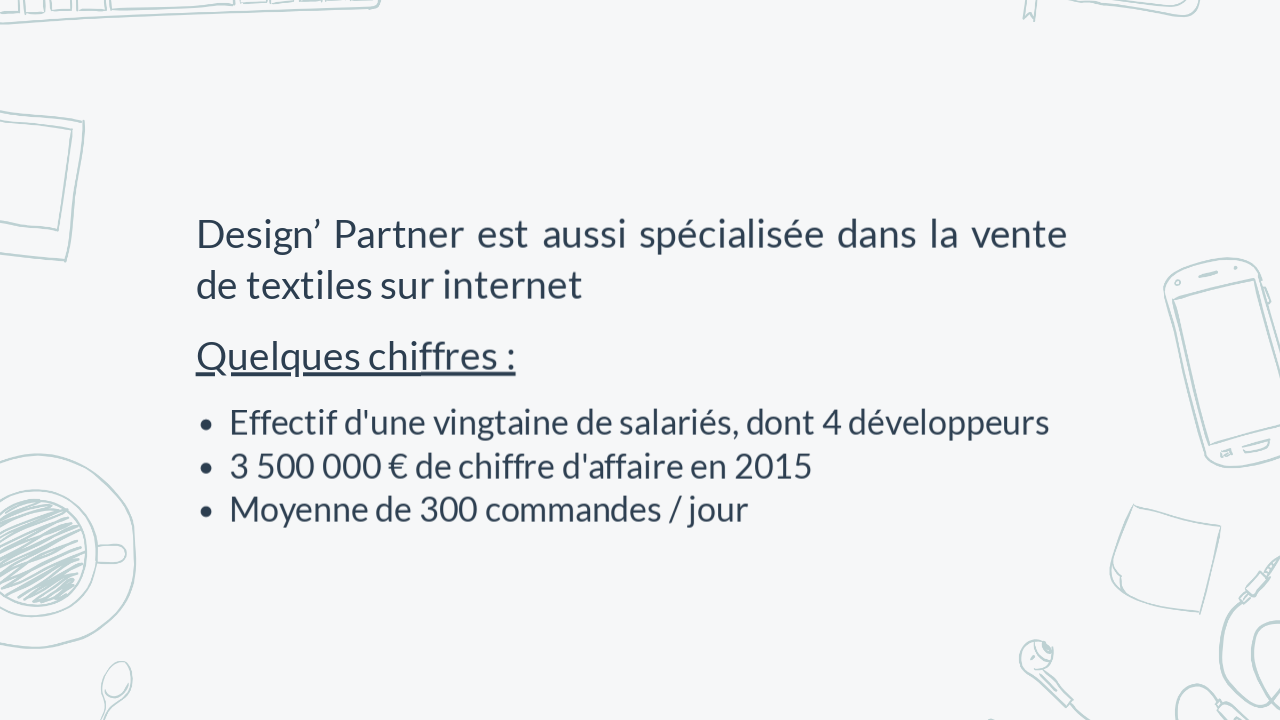 Design’ Partner est aussi spécialisée dans la vente
de textiles sur internet
Quelques chiffres :
• Effectif d'une vingtaine de salariés, dont 4 développeurs
• 3 500 000 € de chiffre d'affaire en 2015
• Moyenne de 300 commandes / jour